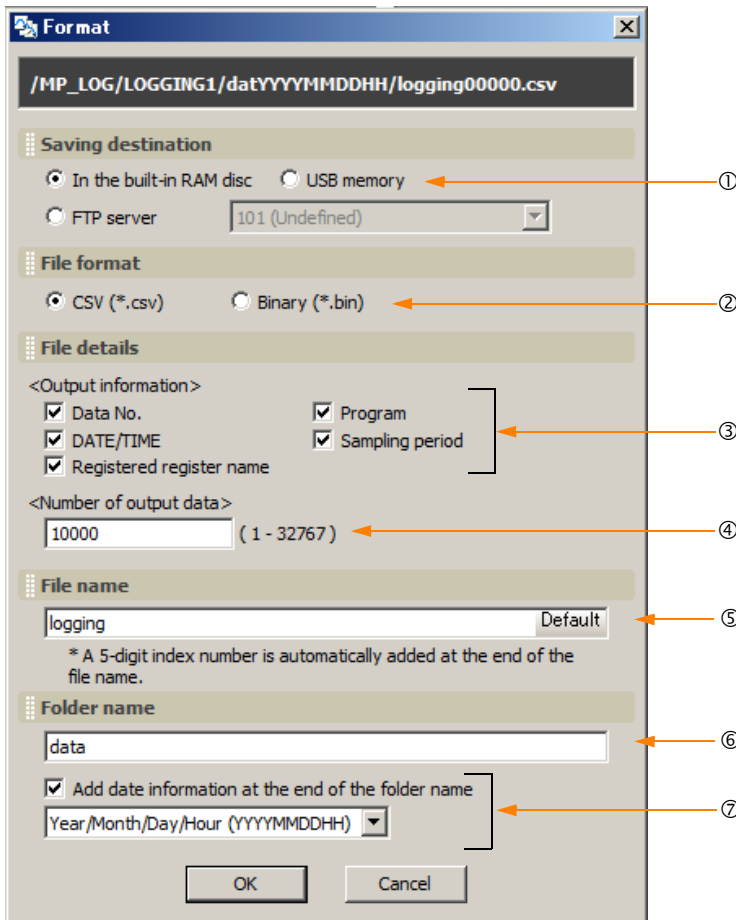 Format
/MP_LOG/LOGGING1/datYYYYMMDDHH/logging00000.csv
Saving destination
In the built-in RAM disc USB memory ①
FTP server 101 (Undefined)
File format
CSV (*.csv) Binary (*.bin) ②
File details
<Output information>
Data No. Program
DATE/TIME Sampling period ③
Registered register name
<Number of output data>
10000 ( 1 - 32767 ) ④
File name
logging Default ⑤
* A 5-digit index number is automatically added at the end of the
file name.
Folder name
data ⑥
Add date information at the end of the folder name
Year/Month/Day/Hour (YYYYMMDDHH) ⑦
OK Cancel